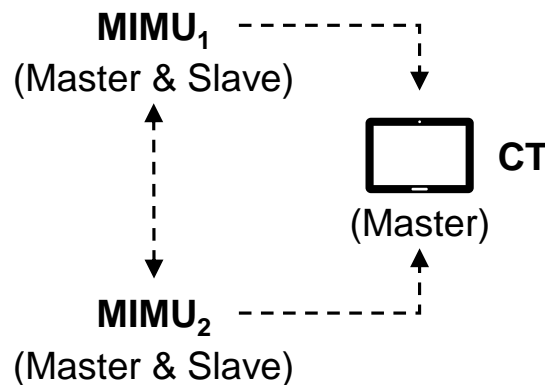 MIMU₁
(Master & Slave)
CT
(Master)
MIMU₂
(Master & Slave)